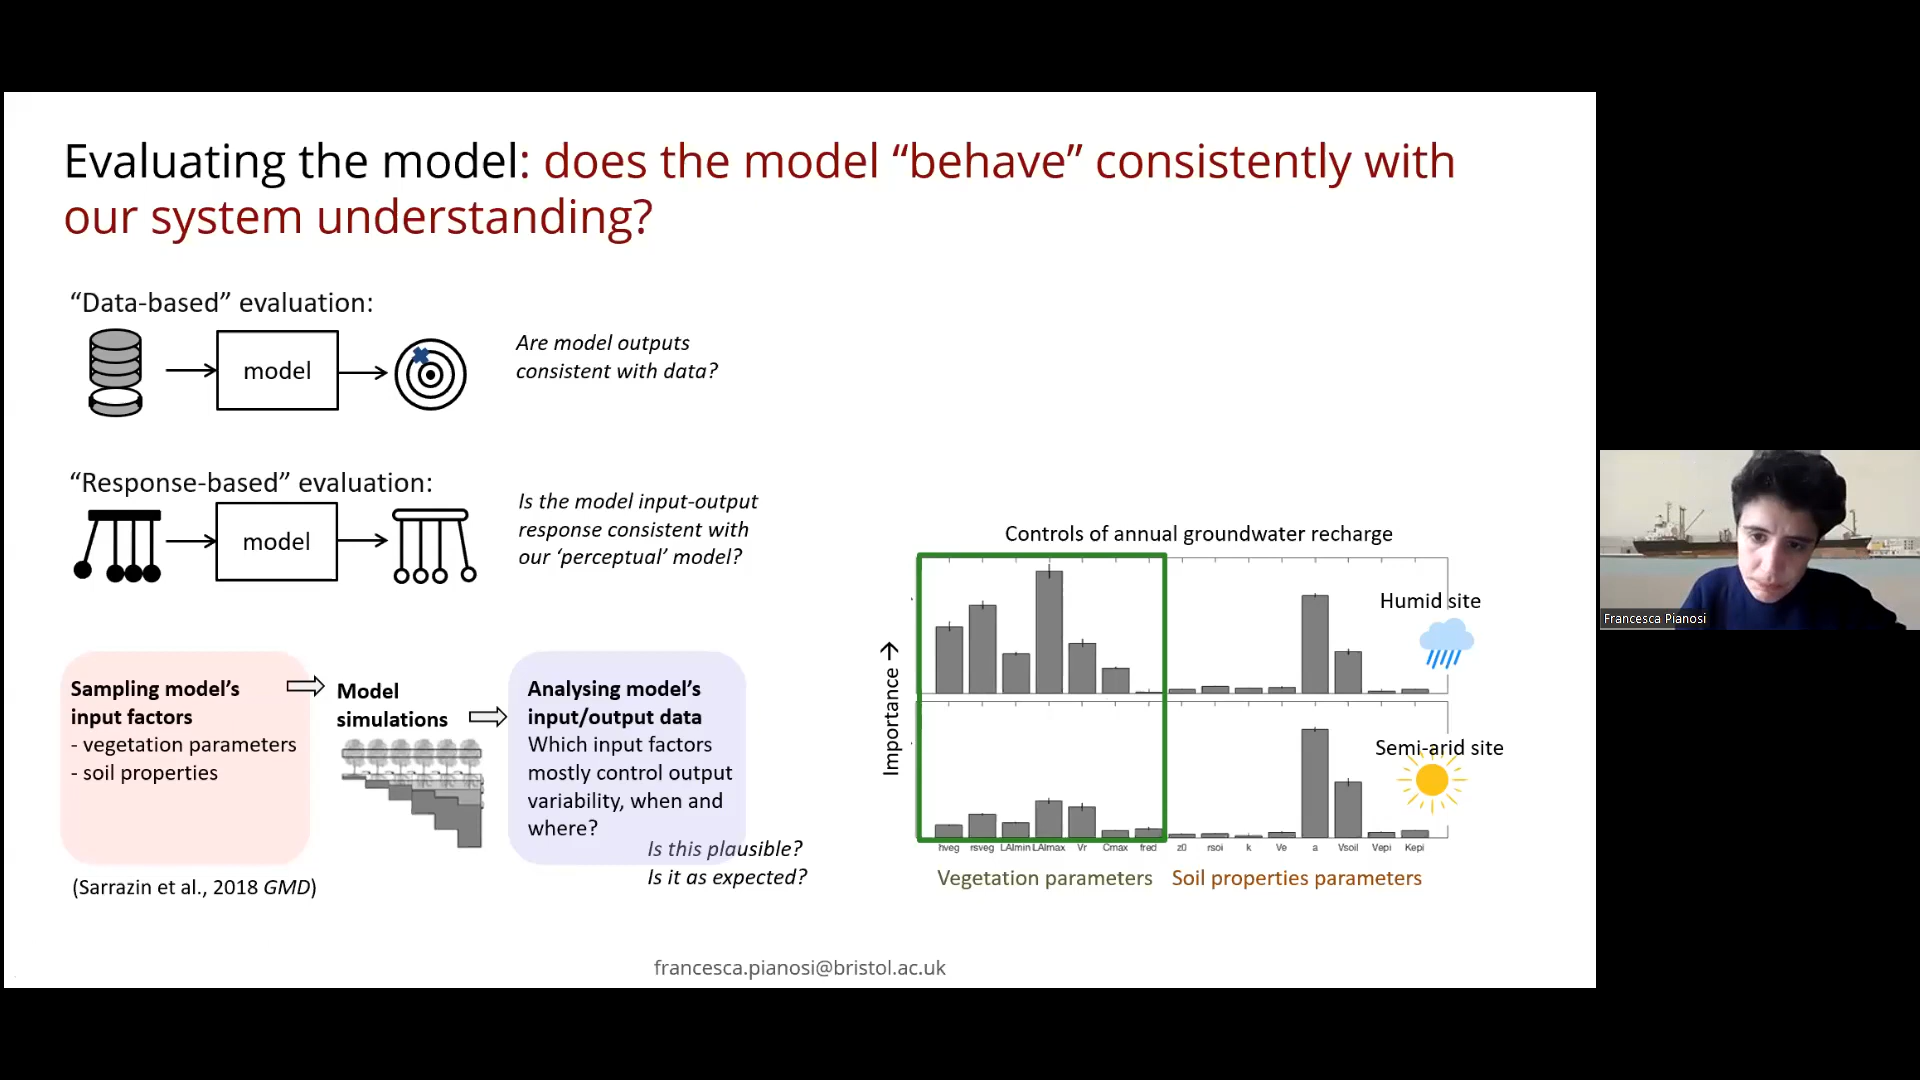 Evaluating the model: does the model “behave” consistently with
our system understanding?
“Data-based” evaluation:
model
Are model outputs
consistent with data?
“Response-based” evaluation:
model
Is the model input-output
response consistent with
our ‘perceptual’ model?
Sampling model’s
input factors
- vegetation parameters
- soil properties
Model
simulations
Analysing model’s
input/output data
Which input factors
mostly control output
variability, when and
where?
Is this plausible?
Is it as expected?
(Sarrazin et al., 2018 GMD)
Controls of annual groundwater recharge
Humid site
Semi-arid site
Importance →
hveg rsveg LAImin LAImax Vr Cmax fred z0 rsoi k Ve a Vsoil Vepi Kepi
Vegetation parameters Soil properties parameters
francesca.pianosi@bristol.ac.uk
Francesca Pianosi